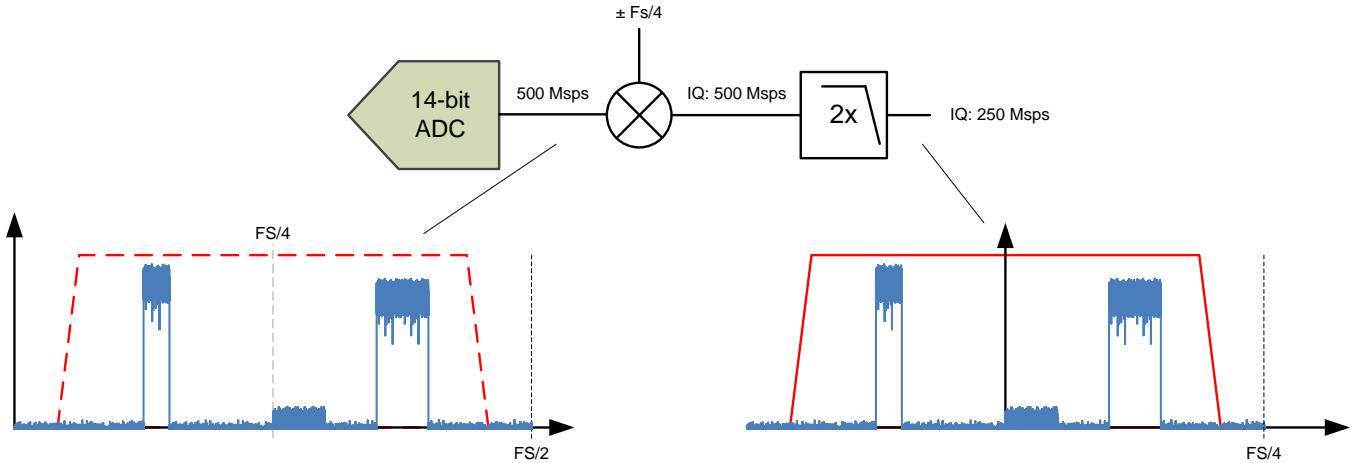 ± Fs/4
14-bit
ADC
500 Msps
IQ: 500 Msps
2x
IQ: 250 Msps
FS/4
FS/2
FS/4